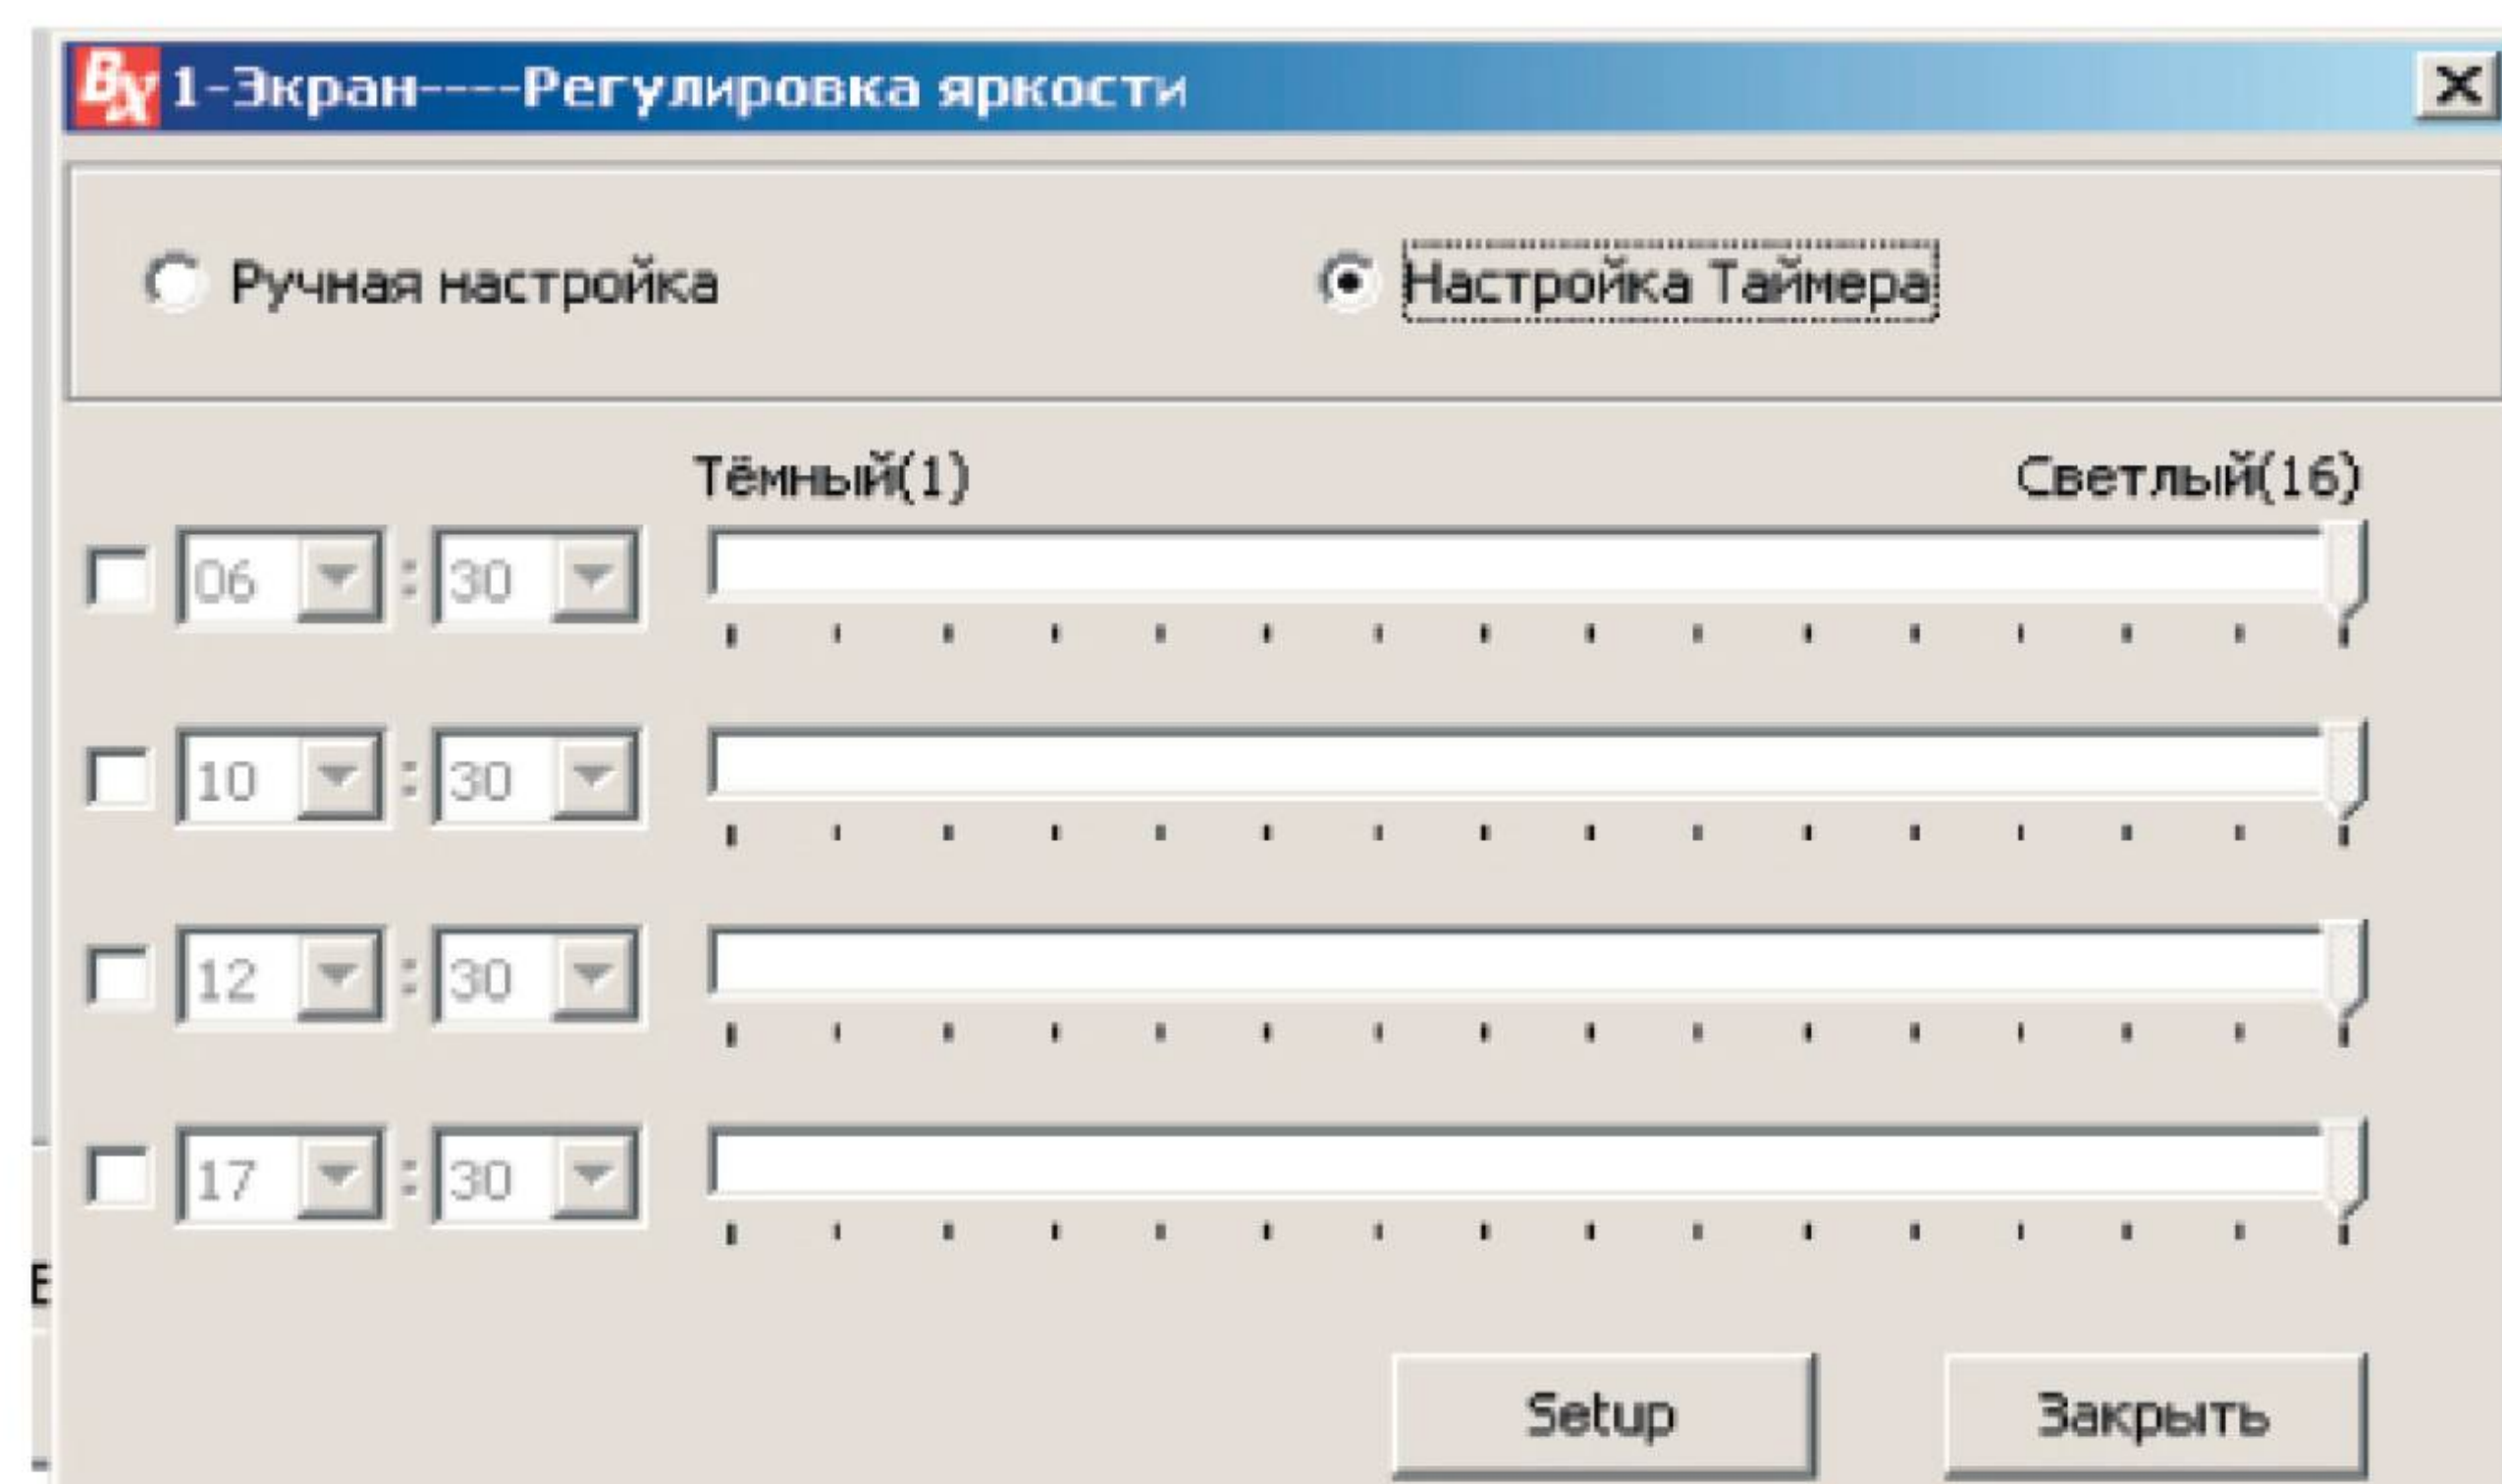 BX 1-Экран----Регулировка яркости
Ручная настройка Настройка Таймера
Тёмный(1) Светлый(16)
06 : 30
10 : 30
12 : 30
17 : 30
Setup Закрыть